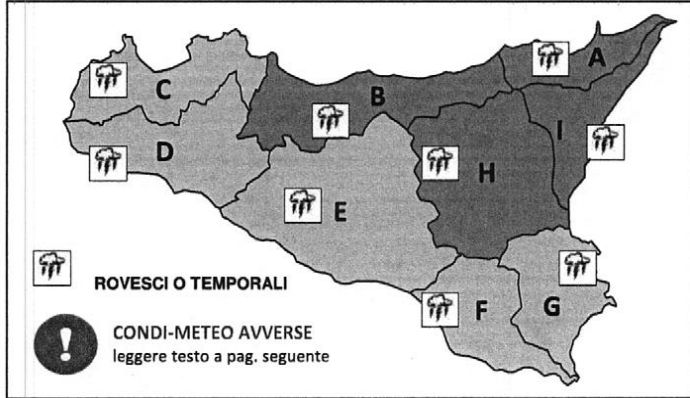 A
C
B
I
D
H
E
ROVESCI O TEMPORALI
F
G
!
CONDI-METEO AVVERSE
leggere testo a pag. seguente